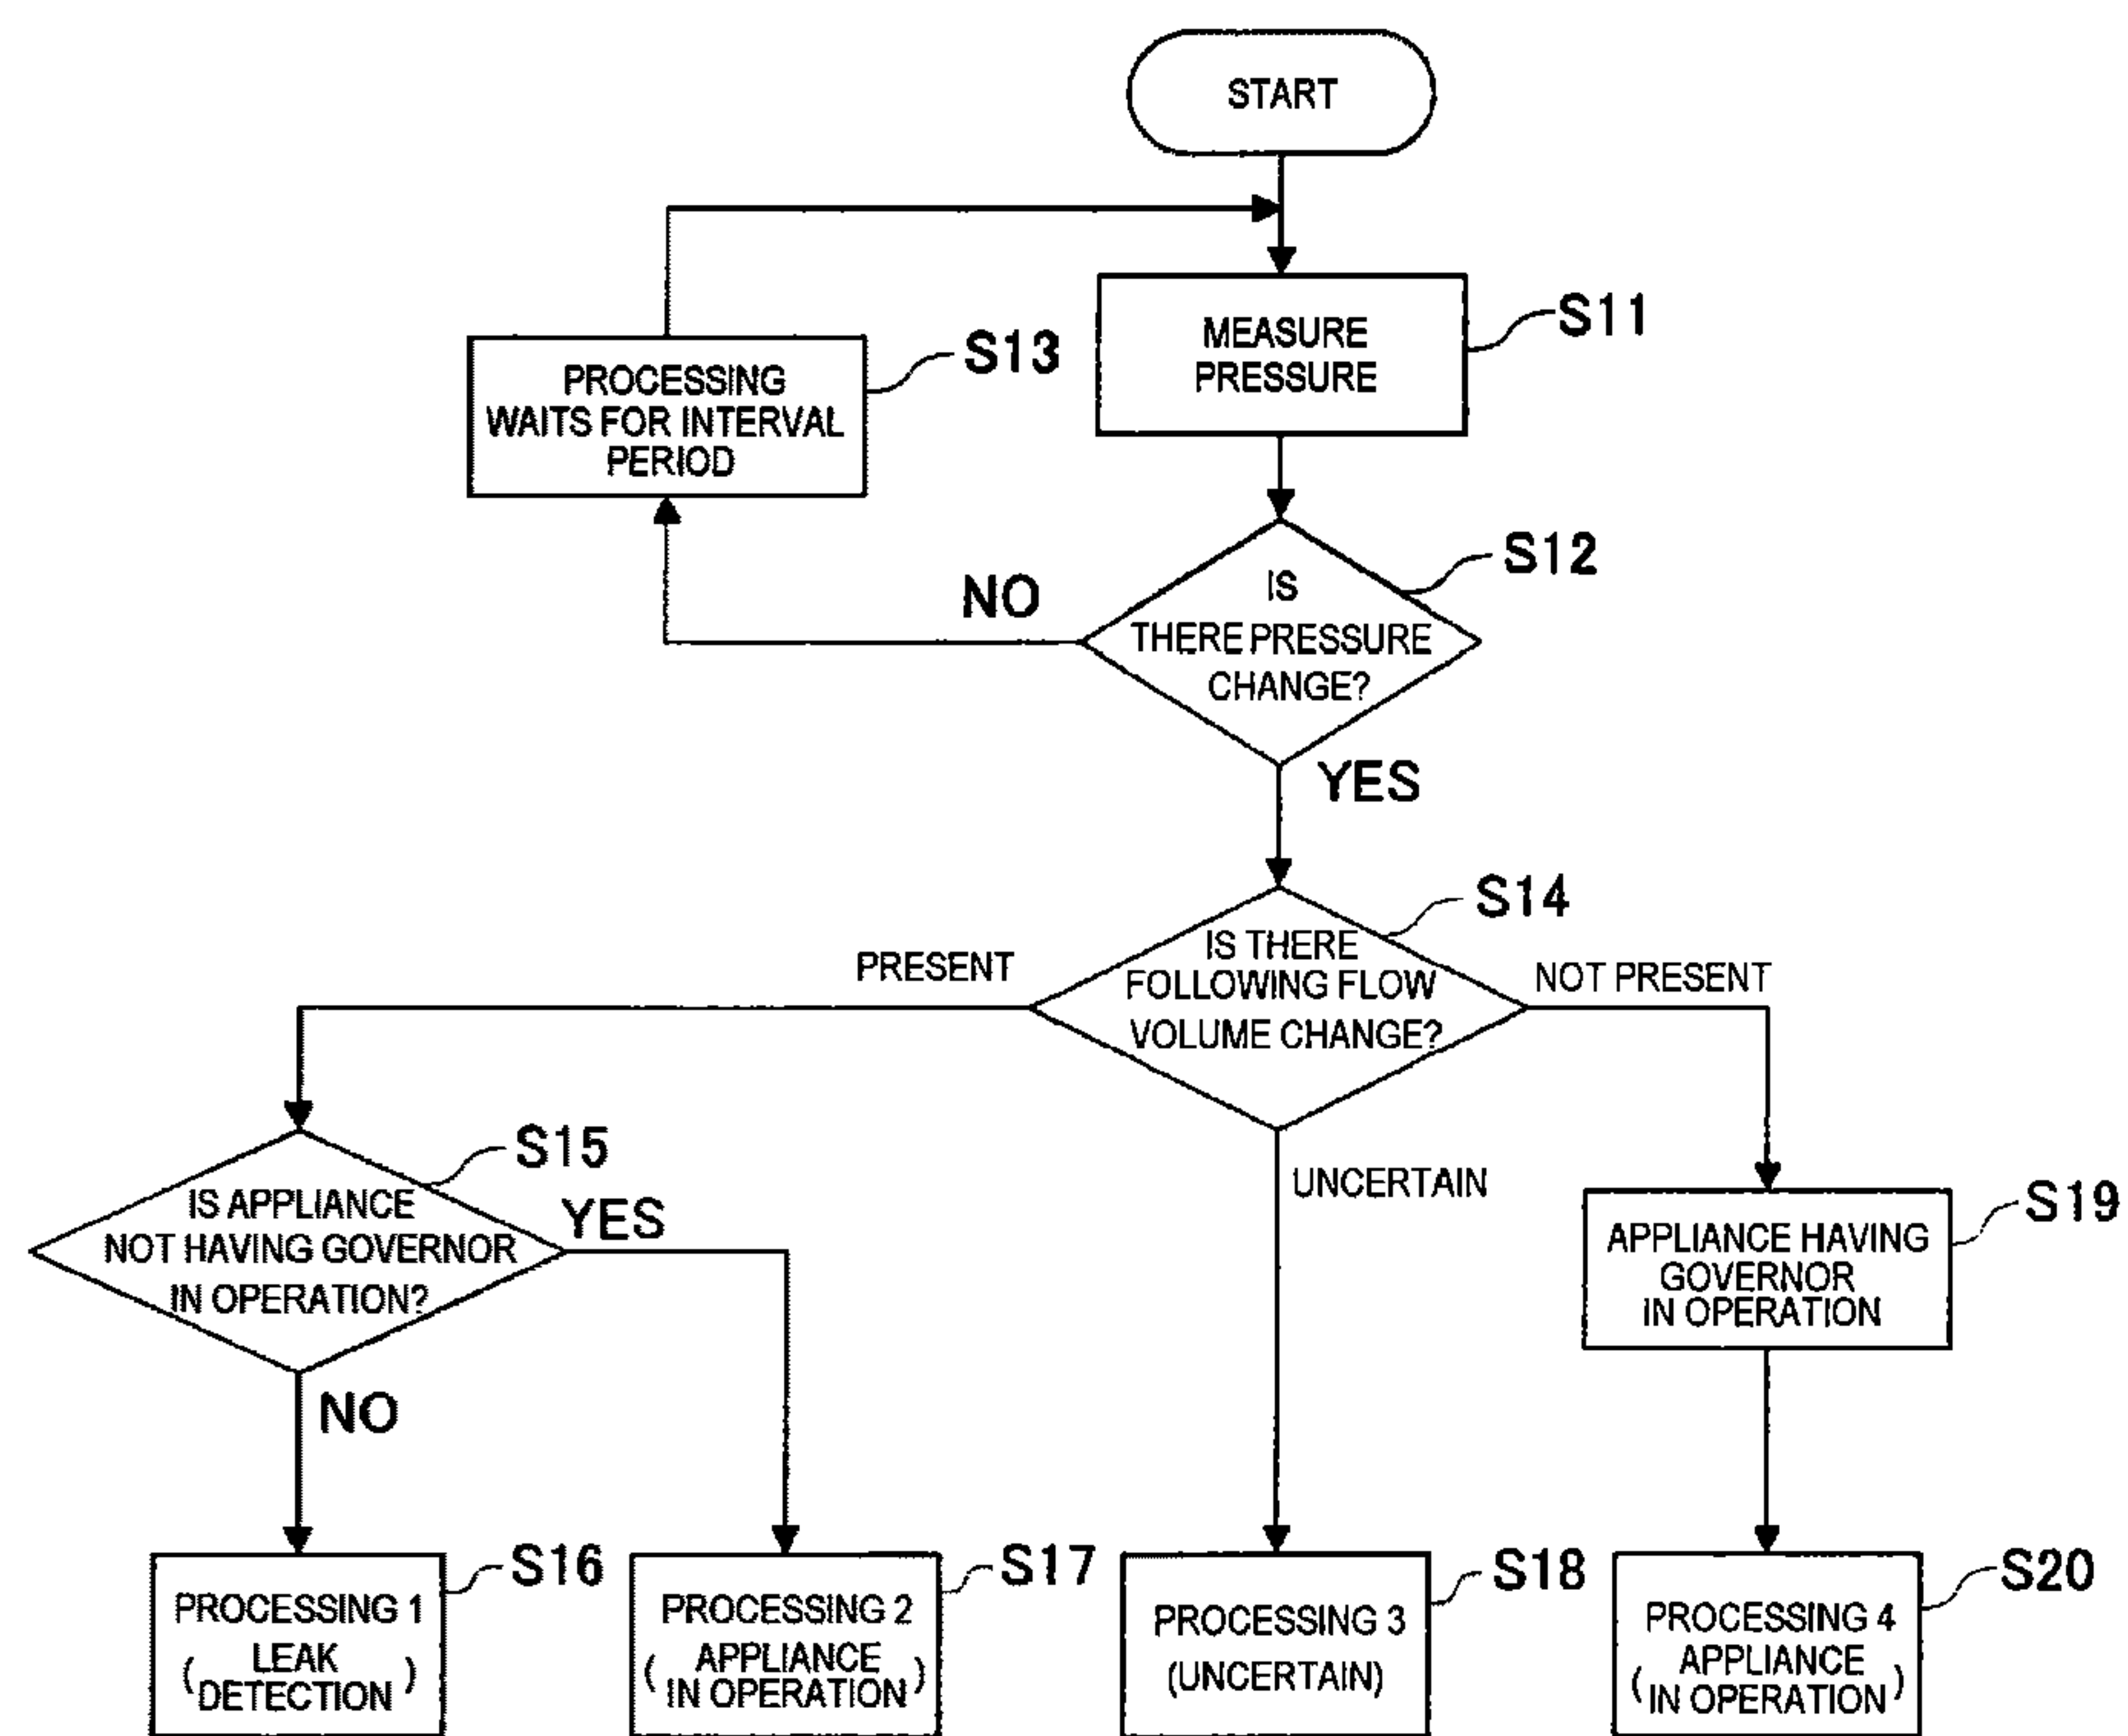 START
MEASURE
PRESSURE
S11
PROCESSING
WAITS FOR INTERVAL
PERIOD
S13
IS
THERE PRESSURE
CHANGE?
S12
NO
YES
IS THERE
FOLLOWING FLOW
VOLUME CHANGE?
S14
PRESENT
NOT PRESENT
UNCERTAIN
IS APPLIANCE
NOT HAVING GOVERNOR
IN OPERATION?
S15
YES
NO
APPLIANCE HAVING
GOVERNOR
IN OPERATION
S19
PROCESSING 1
(LEAK
DETECTION)
S16
PROCESSING 2
(APPLIANCE
IN OPERATION)
S17
PROCESSING 3
(UNCERTAIN)
S18
PROCESSING 4
(APPLIANCE
IN OPERATION)
S20